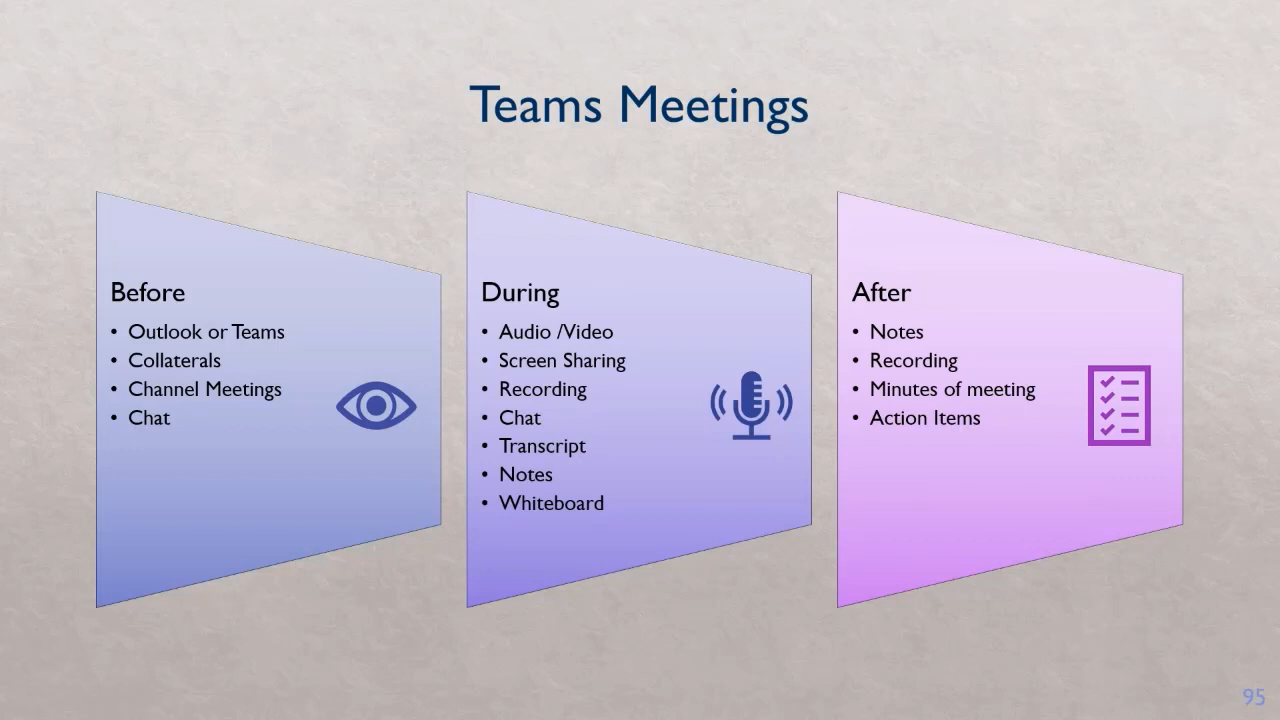 Teams Meetings
Before
• Outlook or Teams
• Collaterals
• Channel Meetings
• Chat
During
• Audio /Video
• Screen Sharing
• Recording
• Chat
• Transcript
• Notes
• Whiteboard
After
• Notes
• Recording
• Minutes of meeting
• Action Items
95